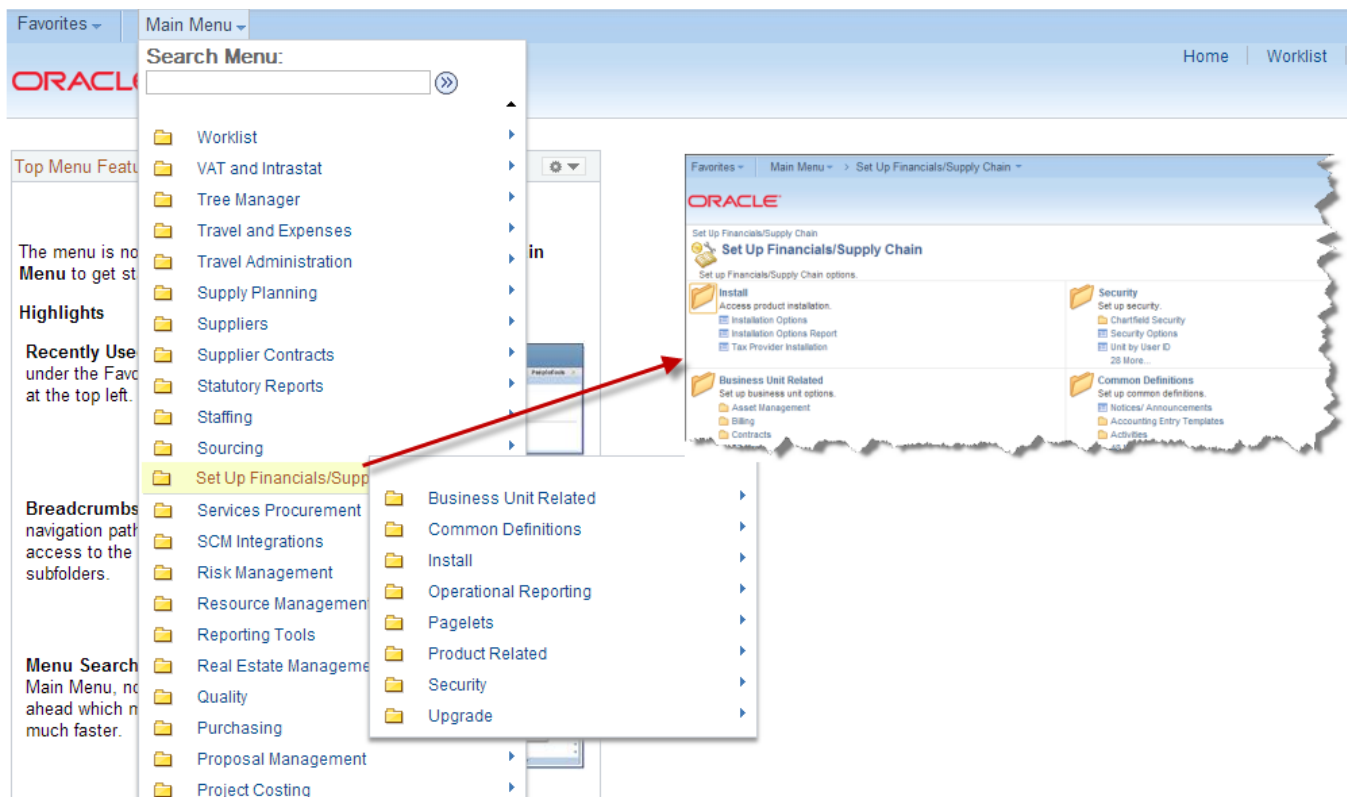 Favorites
Main Menu
Search Menu:
Home
Worklist
ORACLE
Worklist
VAT and Intrastat
Tree Manager
Travel and Expenses
Travel Administration
Supply Planning
Suppliers
Supplier Contracts
Statutory Reports
Staffing
Sourcing
Set Up Financials/Supp
Services Procurement
SCM Integrations
Risk Management
Resource Managemen
Reporting Tools
Real Estate Manageme
Quality
Purchasing
Proposal Management
Project Costing
Top Menu Featu
The menu is no
in
Menu to get st
Highlights
Recently Use
under the Favo
at the top left.
Breadcrumbs
navigation path
access to the
subfolders.
Menu Search
Main Menu, no
ahead which m
much faster.
Business Unit Related
Common Definitions
Install
Operational Reporting
Pagelets
Product Related
Security
Upgrade
Favorites
Main Menu > Set Up Financials/Supply Chain
ORACLE
Set Up Financials/Supply Chain
Set Up Financials/Supply Chain
Set up Financials/Supply Chain options.
Install
Access product installation.
Installation Options
Installation Options Report
Tax Provider Installation
Security
Set up security.
Chartfield Security
Security Options
Unit by User ID
28 More...
Business Unit Related
Set up business unit options.
Asset Management
Billing
Contracts
Common Definitions
Set up common definitions.
Notices/ Announcements
Accounting Entry Templates
Activities